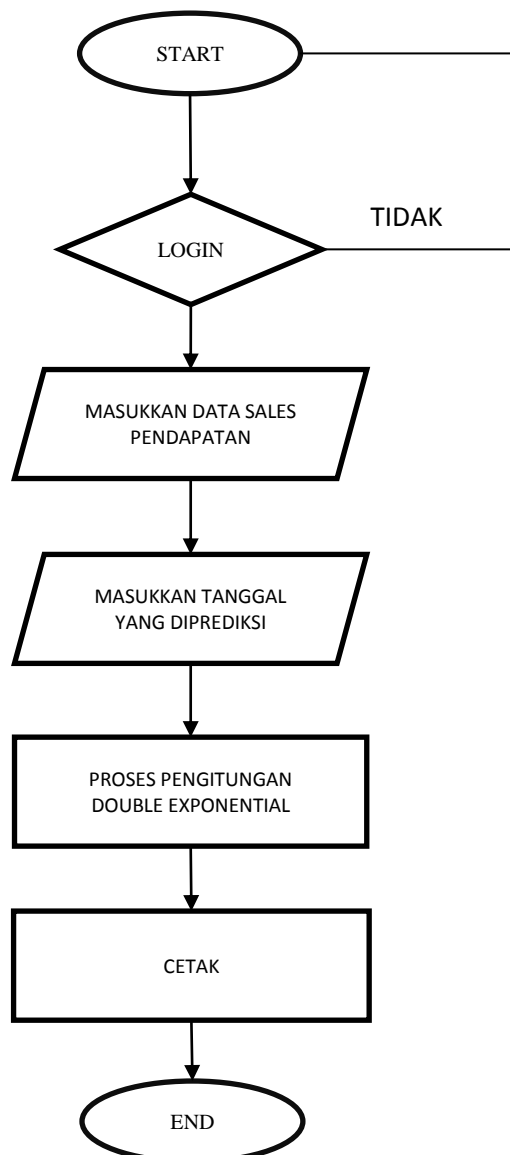 START
TIDAK
LOGIN
MASUKKAN DATA SALES
PENDAPATAN
MASUKKAN TANGGAL
YANG DIPREDIKSI
PROSES PENGITUNGAN
DOUBLE EXPONENTIAL
CETAK
END